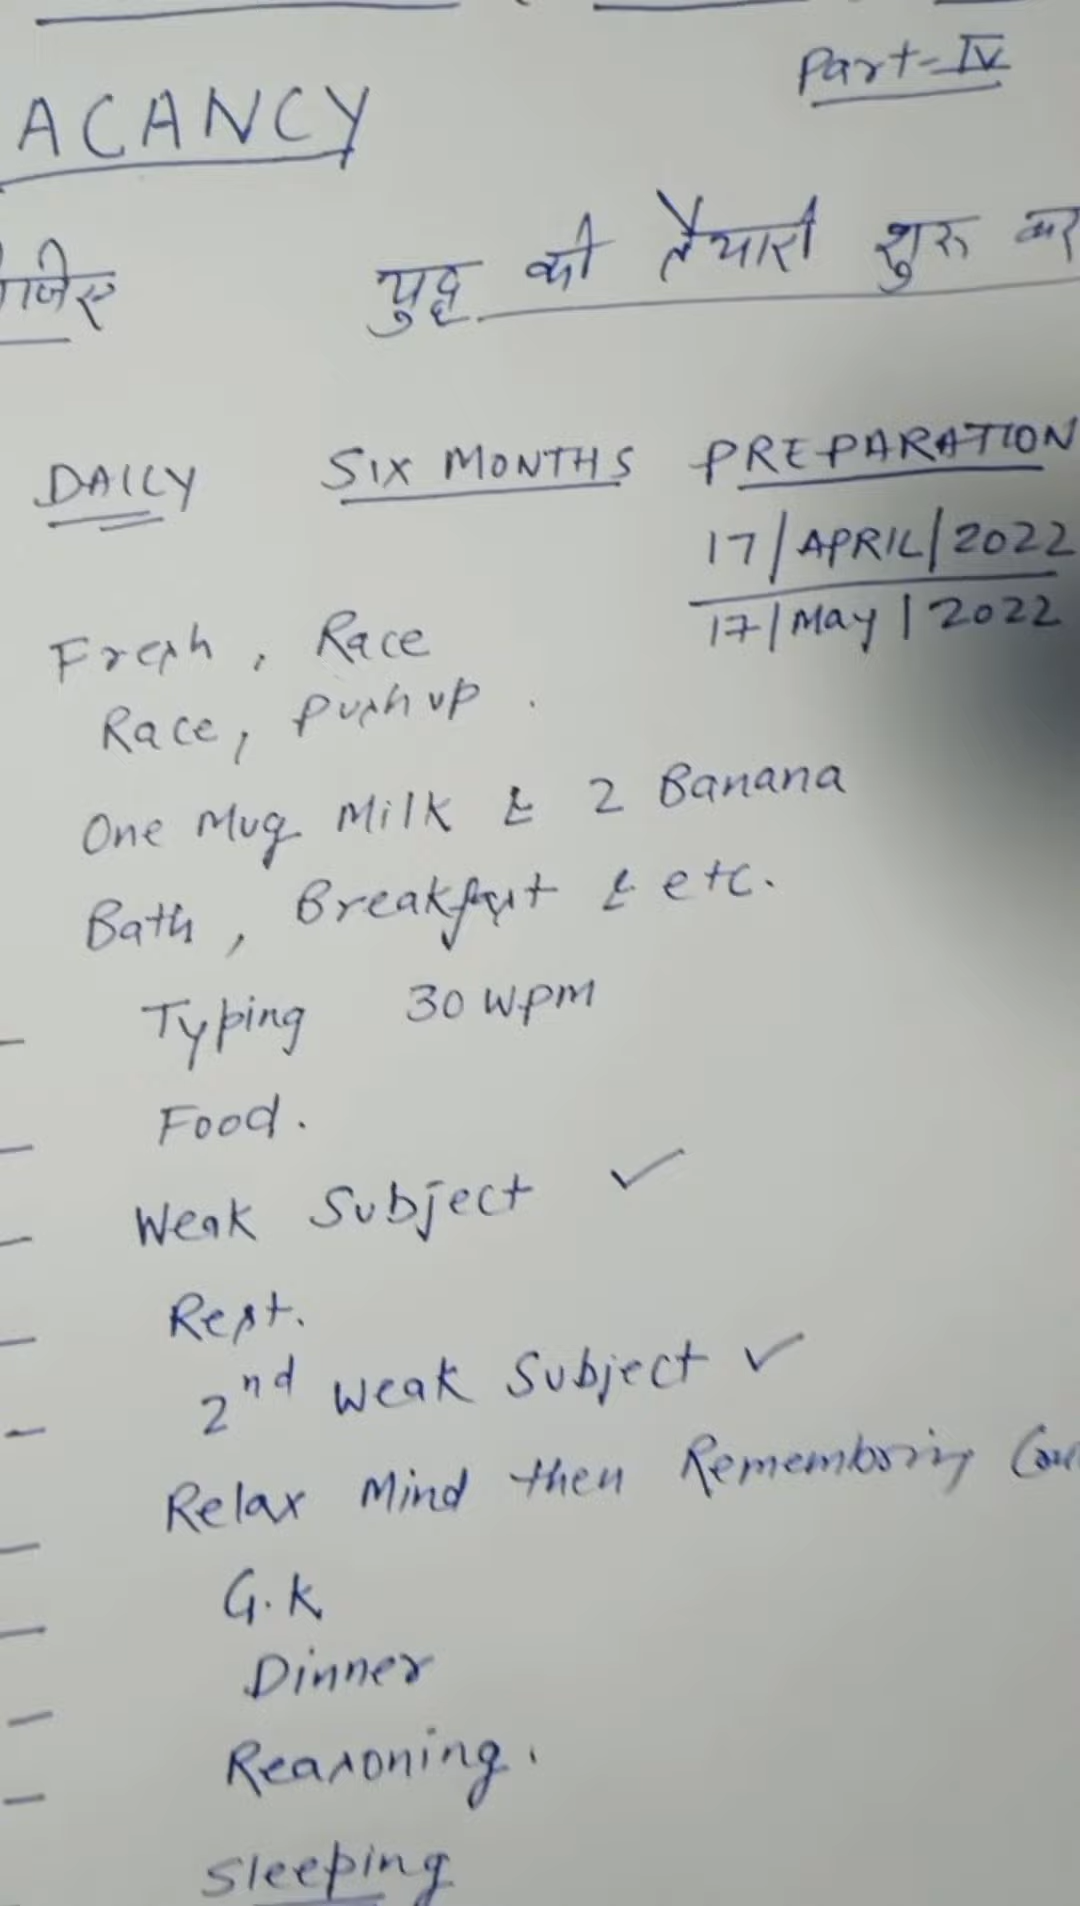 Part-IV
ACANCY
युद्ध की तैयारी शुरू कर
DAILY SIX MONTHS PREPARATION
17/APRIL/2022
17/May/2022
Fresh, Race
Race, Pushup.
One Mug Milk & 2 Banana
Bath, Breakfast & etc.
Typing 30 wpm
Food.
Weak Subject ✓
Rest.
2nd weak Subject ✓
Relax Mind then Remembring
G.K
Dinner
Reasoning.
Sleeping